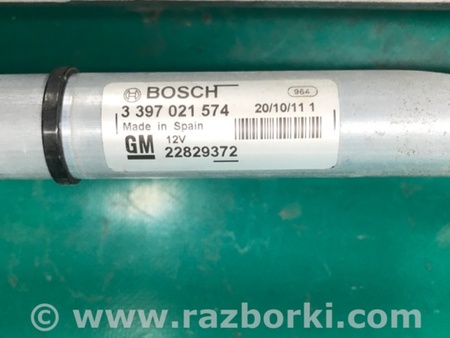 BOSCH 964
3 397 021 574 20/10/11 1
Made in Spain
GM 12V
22829372
© www.razborki.com